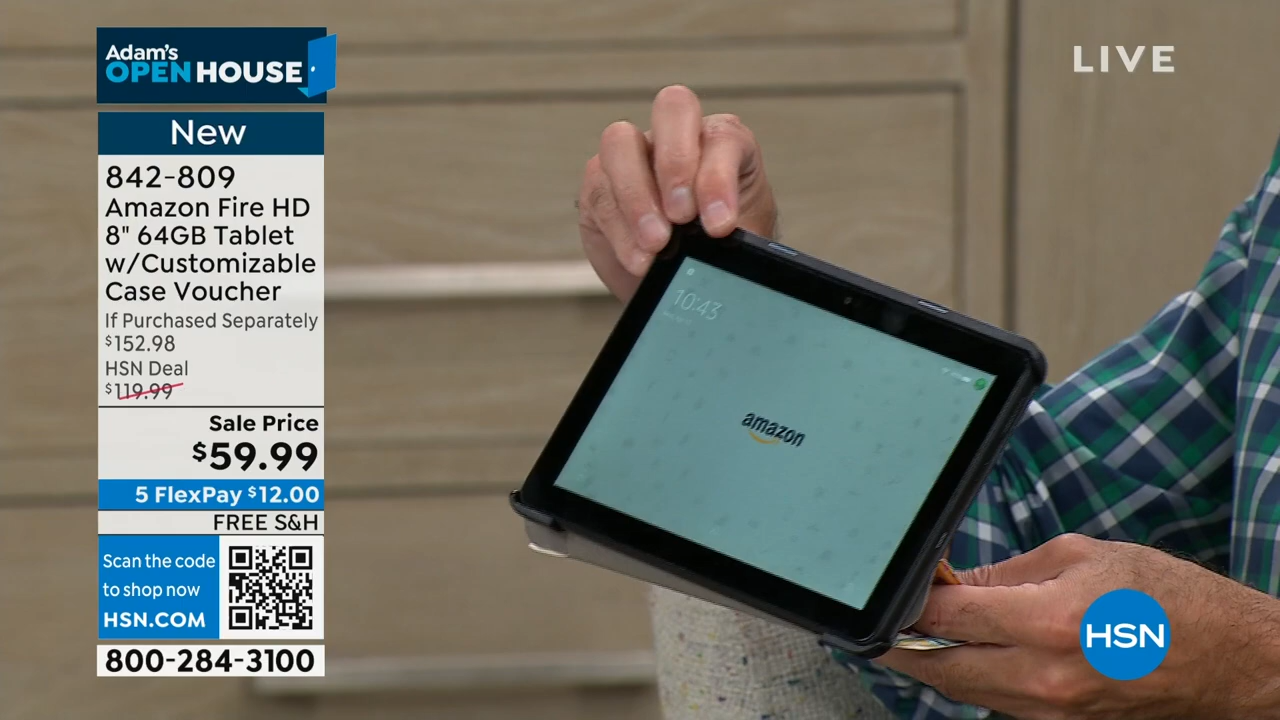 Adam's
OPEN HOUSE
LIVE
New
842-809
Amazon Fire HD
8" 64GB Tablet
w/Customizable
Case Voucher
If Purchased Separately
$152.98
HSN Deal
$119.99
Sale Price
$59.99
5 FlexPay $12.00
FREE S&H
Scan the code
to shop now
HSN.COM
800-284-3100
10:43
amazon
HSN